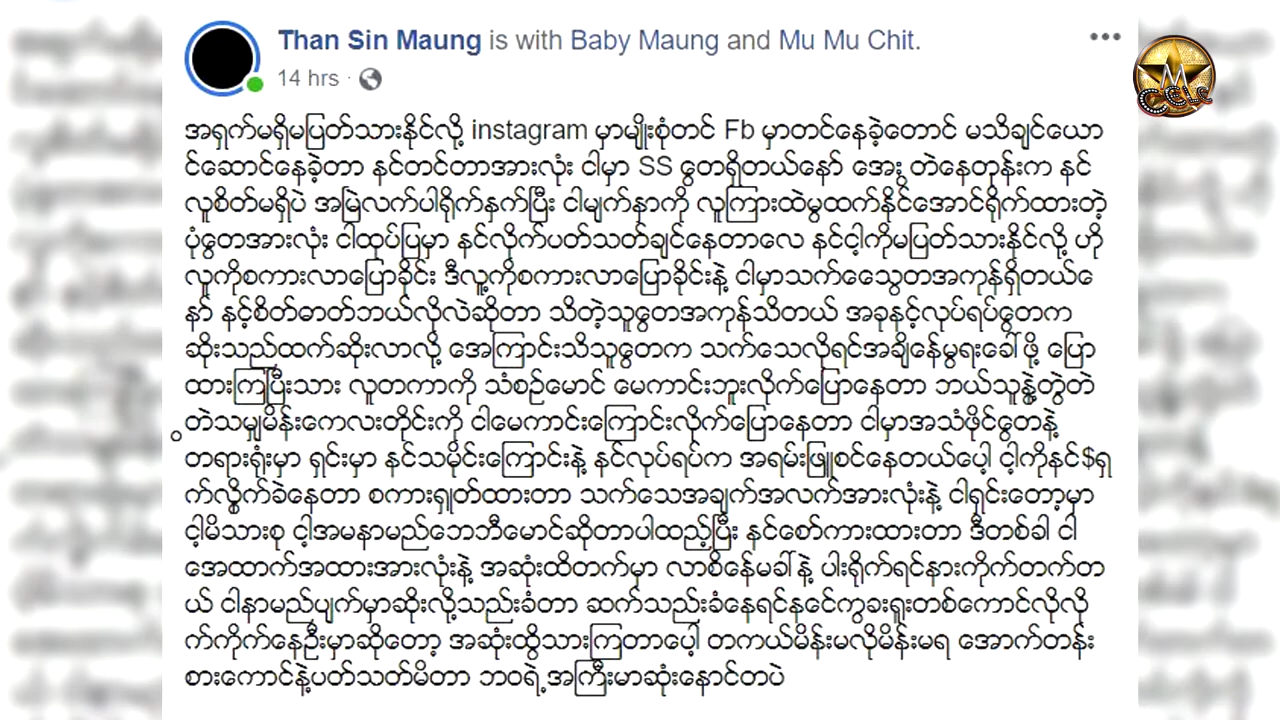 Than Sin Maung is with Baby Maung and Mu Mu Chit.
14 hrs ·
အရှက်မရှိမပြတ်သားနိုင်လို့ instagram မှာမျိုးစုံတင် Fb မှာတင်နေခဲ့တောင် မသိချင်ယော
င်ဆောင်နေခဲ့တာ နင်တင်တာအားလုံး ငါမှာ SS တွေရှိတယ်နော် အေးွ တဲနေတုန်းက နင်
လူစိတ်မရှိပဲ အမြဲလက်ပါရိုက်နှက်ပြီး ငါမျက်နှာကို လူကြားထဲမွထက်နိုင်အောင်ရိုက်ထားတဲ့
ပုံတွေအားလုံး ငါထုပ်ပြမှာ နင်လိုက်ပတ်သတ်ချင်နေတာလေ နင်ငါ့ကိုမပြတ်သားနိုင်လို့ ဟို
လူကိုစကားလာပြောခိုင်း ဒီလူ့ကိုစကားလာပြောခိုင်းနဲ့ ငါမှာသက်သေတွေအကုန်ရှိတယ်နေ
နော် နင့်စိတ်ဓာတ်ဘယ်လိုလဲဆိုတာ သိတဲ့သူတွေအကုန်သိတယ် အခုနင့်လုပ်ရပ်တွေက
ဆိုးသည်ထက်ဆိုးလာလို့ အကြောင်းသိသူတွေက သက်သေလိုရင်အချိန်မွရးခေါ်ဖို့ ပြော
ထားကြပြီးသား လူတကာကို သံစဉ်မောင် မေကာင်းဘူးလိုက်ပြောနေတာ ဘယ်သူနဲ့တွဲတဲ
တဲသမျှမိန်းကေလးတိုင်းကို ငါမေကာင်းကြောင်းလိုက်ပြောနေတာ ငါမှာအသံဖိုင်တွေနဲ့
တရားရုံးမှာ ရှင်းမှာ နင်သမိုင်းကြောင်းနဲ့ နင်လုပ်ရပ်က အရမ်းဖြူစင်နေတယ်ပေါ့ ငါ့ကိုနင်$ရှ
က်လွှိက်ခဲနေတာ စကားရှုတ်ထားတာ သက်သေအချက်အလက်အားလုံးနဲ့ ငါရှင်းတော့မှာ
ငါ့မိသားစု ငါ့အမနာမည်ဘေဘီမောင်ဆိုတာပါထည့်ပြီး နင်စော်ကားထားတာ ဒီတစ်ခါ ငါ
အထောက်အထားအားလုံးနဲ့ အဆုံးထိတက်မှာ လာစိန်မခေါ်နဲ့ ပါးရိုက်ရင်နားကိုက်တက်တ
ယ် ငါနာမည်ပျက်မှာဆိုးလို့သည်းခံတာ ဆက်သည်းခံနေရင်နင်ကခွေးရူးတစ်ကောင်လိုလို
က်ကိုက်နေဦးမှာဆိုတော့ အဆုံးထိသွားကြတာပေါ့ တကယ်မိန်းမလိုမိန်းမရ အောက်တန်း
စားကောင်နဲ့ပတ်သတ်မိတာ ဘဝရဲ့အကြီးမာဆုံးနောင်တပဲ
M CELE